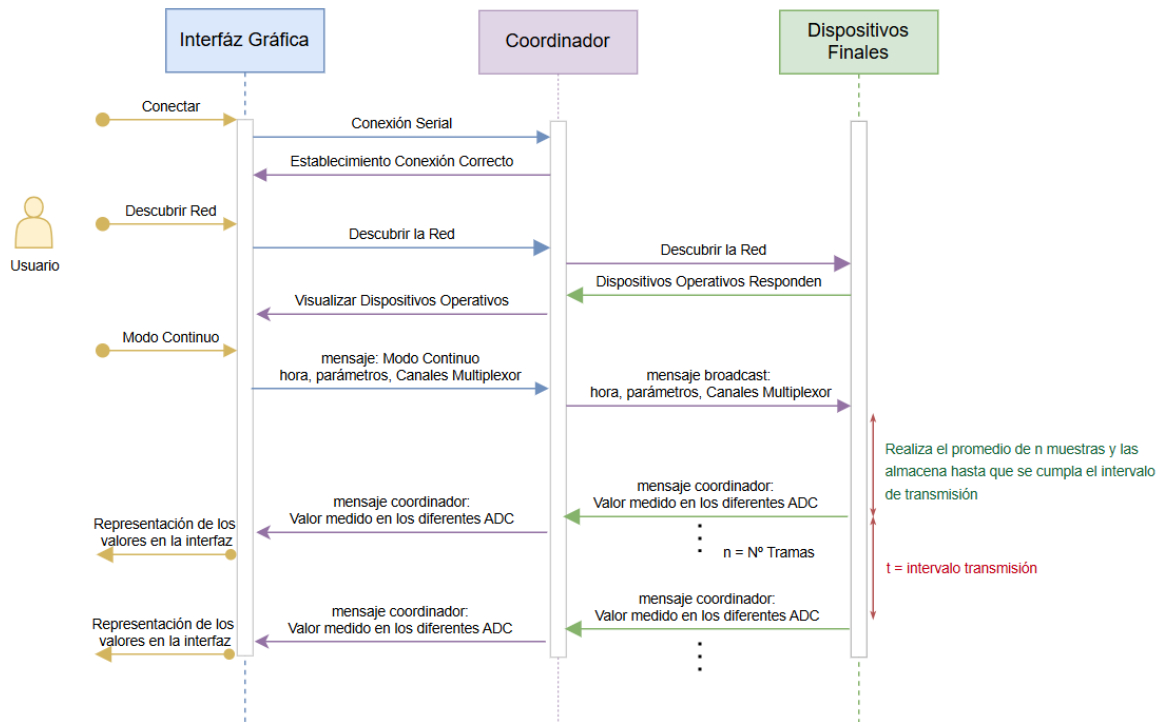 Interfáz Gráfica
Coordinador
Dispositivos
Finales
Conectar
Conexión Serial
Establecimiento Conexión Correcto
Usuario
Descubrir Red
Descubrir la Red
Descubrir la Red
Dispositivos Operativos Responden
Visualizar Dispositivos Operativos
Modo Continuo
mensaje: Modo Continuo
hora, parámetros, Canales Multiplexor
mensaje broadcast:
hora, parámetros, Canales Multiplexor
Realiza el promedio de n muestras y las
almacena hasta que se cumpla el intervalo
de transmisión
mensaje coordinador:
Valor medido en los diferentes ADC
mensaje coordinador:
Valor medido en los diferentes ADC
Representación de los
valores en la interfaz
n = Nº Tramas
t = intervalo transmisión
mensaje coordinador:
Valor medido en los diferentes ADC
mensaje coordinador:
Valor medido en los diferentes ADC
Representación de los
valores en la interfaz